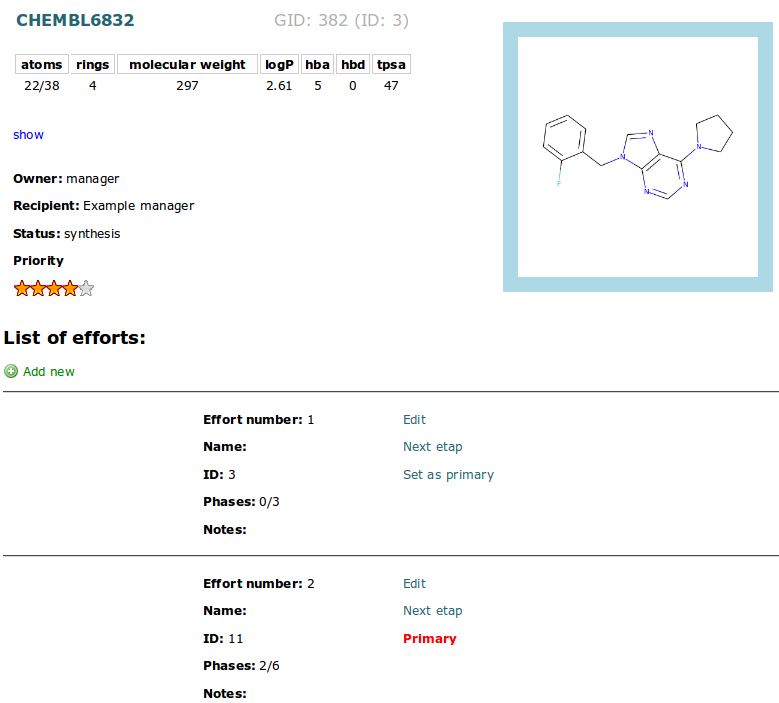 CHEMBL6832 GID: 382 (ID: 3)
atoms rings molecular weight logP hba hbd tpsa
22/38 4 297 2.61 5 0 47
show
Owner: manager
Recipient: Example manager
Status: synthesis
Priority
N
N
N
N
N
F
List of efforts:
Add new
Effort number: 1 Edit
Name: Next etap
ID: 3 Set as primary
Phases: 0/3
Notes:
Effort number: 2 Edit
Name: Next etap
ID: 11 Primary
Phases: 2/6
Notes: